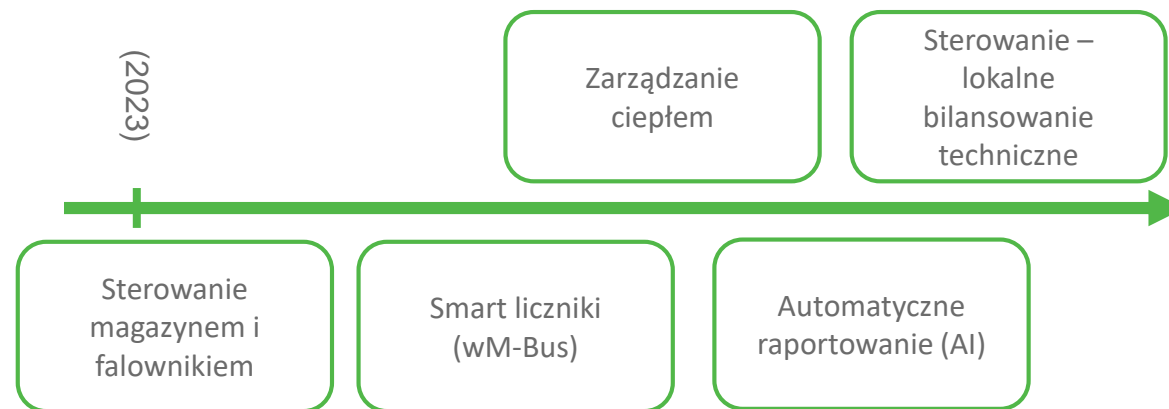 (2023)
Zarządzanie
ciepłem
Sterowanie –
lokalne
bilansowanie
techniczne
Sterowanie
magazynem i
falownikiem
Smart liczniki
(wM-Bus)
Automatyczne
raportowanie (AI)